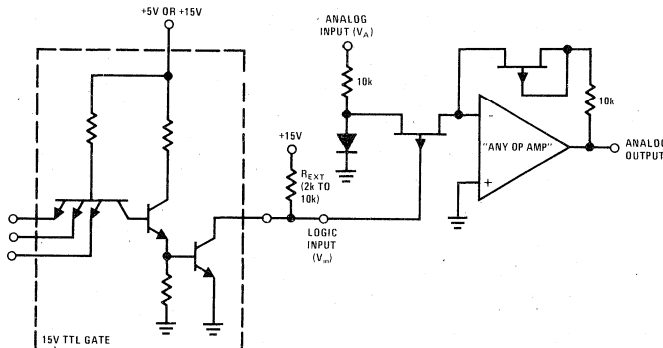 +5V OR +15V
ANALOG
INPUT (VA)
10k
+15V
REXT
(2k TO
10k)
LOGIC
INPUT
(Vin)
-
"ANY OP AMP"
+
10k
ANALOG
OUTPUT
15V TTL GATE